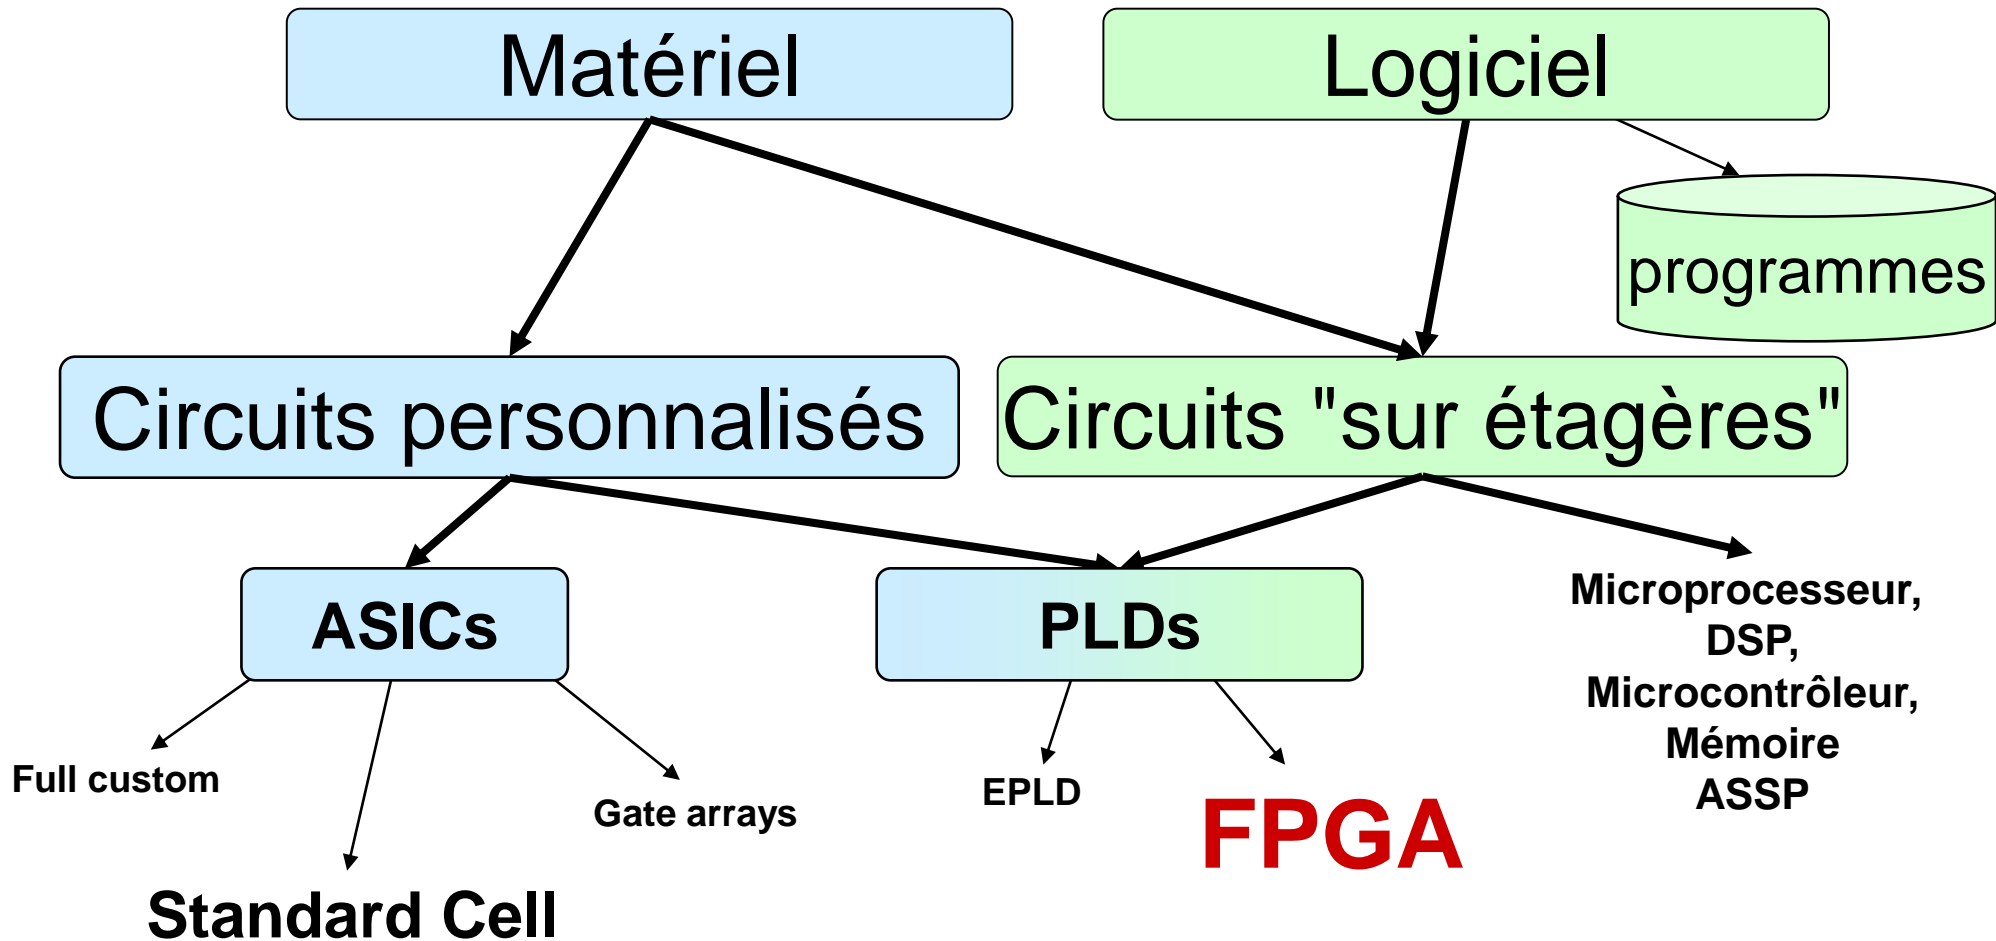 Matériel
Logiciel
programmes
Circuits personnalisés
Circuits "sur étagères"
ASICs
PLDs
Microprocesseur,
DSP,
Microcontrôleur,
Mémoire
ASSP
Full custom
Gate arrays
EPLD
FPGA
Standard Cell